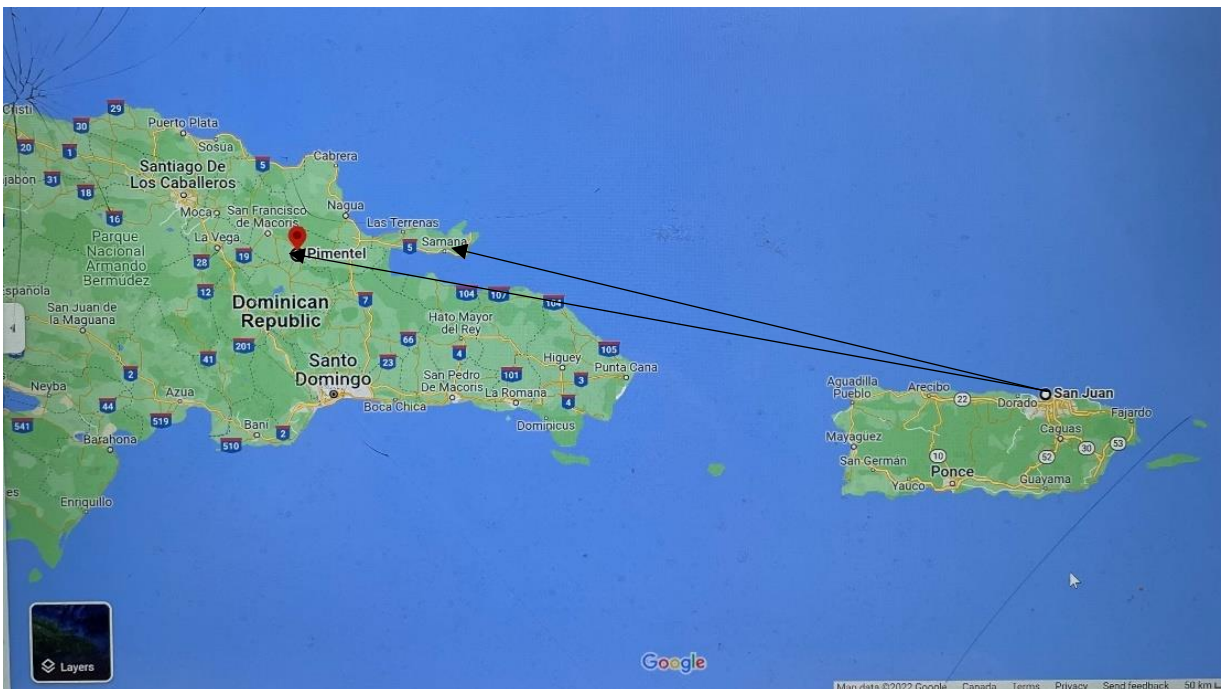 Cristi
29
30
Puerto Plata
20
1
Sosua
Cabrera
Santiago De
Los Caballeros
5
jabon
31
18
Moca
San Francisco
de Macoris
Nagua
16
Las Terrenas
Parque
Nacional
Armando
Bermúdez
La Vega
28
19
Pimentel
5
Samana
española
12
San Juan de
la Maguana
Dominican
Republic
7
104
107
104
Hato Mayor
del Rey
66
201
41
4
105
Santo
Domingo
23
Higuey
Punta Cana
2
Neyba
Azua
San Pedro
De Macoris
101
3
La Romana
4
Boca Chica
44
541
519
Bani
2
510
Barahona
Dominicus
es
Enriquillo
Aguadilla
Pueblo
Arecibo
22
Dorado
San Juan
Fajardo
Mayagüez
Caguas
San Germán
10
52
30
53
Ponce
Yauco
Guayama
Layers
Google
Map data ©2022 Google Canada Terms Privacy Send feedback 50 km